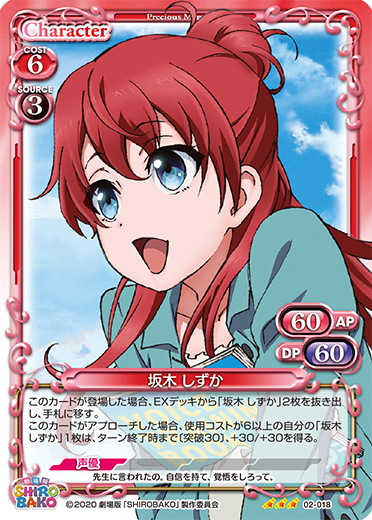 Precious Mem
Character
COST
6
SOURCE
3
60 AP
DP 60
坂木 しずか
このカードが登場した場合、EXデッキから「坂木 しずか」2枚を抜き出
し、手札に移す。
このカードがアプローチした場合、使用コストが6以上の自分の「坂木
しずか」1枚は、ターン終了時まで《突破30》、+30/+30を得る。
声優
先生に言われたの。自信を持て、覚悟をしろって。
劇場版
SHIRO
BAKO
©2020 劇場版「SHIROBAKO」製作委員会
02-018